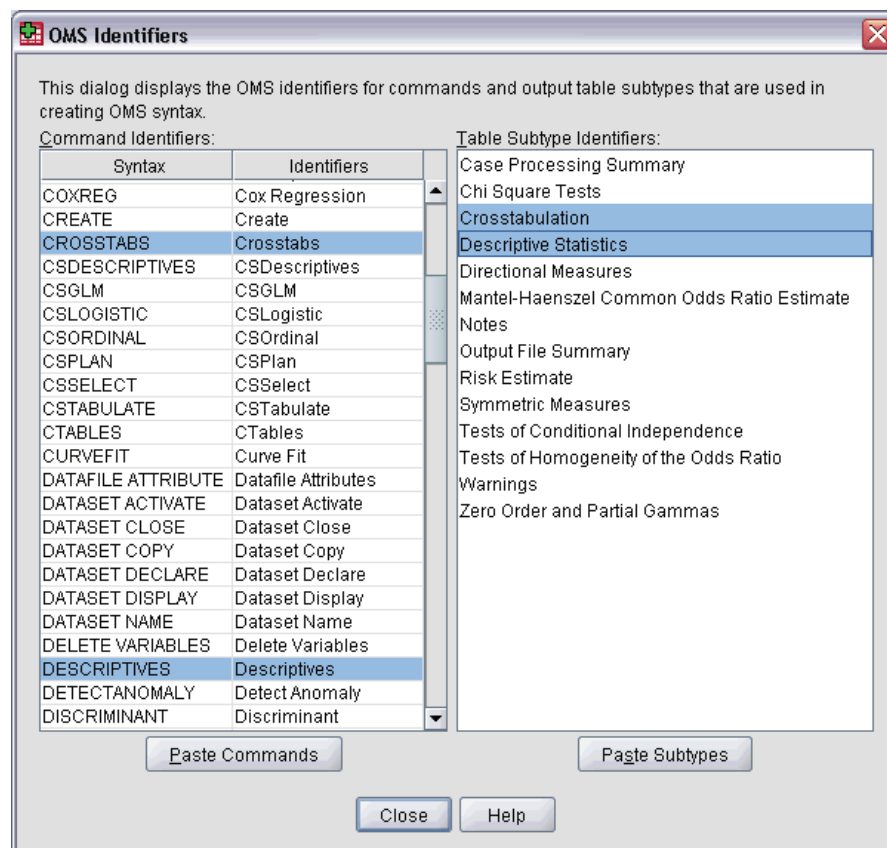 OMS Identifiers
This dialog displays the OMS identifiers for commands and output table subtypes that are used in
creating OMS syntax.
Command Identifiers:
Syntax Identifiers
COXREG Cox Regression
CREATE Create
CROSSTABS Crosstabs
CSDESCRIPTIVES CSDescriptives
CSGLM CSGLM
CSLOGISTIC CSLogistic
CSORDINAL CSOrdinal
CSPLAN CSPlan
CSSELECT CSSelect
CSTABULATE CSTabulate
CTABLES CTables
CURVEFIT Curve Fit
DATAFILE ATTRIBUTE Datafile Attributes
DATASET ACTIVATE Dataset Activate
DATASET CLOSE Dataset Close
DATASET COPY Dataset Copy
DATASET DECLARE Dataset Declare
DATASET DISPLAY Dataset Display
DATASET NAME Dataset Name
DELETE VARIABLES Delete Variables
DESCRIPTIVES Descriptives
DETECTANOMALY Detect Anomaly
DISCRIMINANT Discriminant
Paste Commands
Table Subtype Identifiers:
Case Processing Summary
Chi Square Tests
Crosstabulation
Descriptive Statistics
Directional Measures
Mantel-Haenszel Common Odds Ratio Estimate
Notes
Output File Summary
Risk Estimate
Symmetric Measures
Tests of Conditional Independence
Tests of Homogeneity of the Odds Ratio
Warnings
Zero Order and Partial Gammas
Paste Subtypes
Close Help